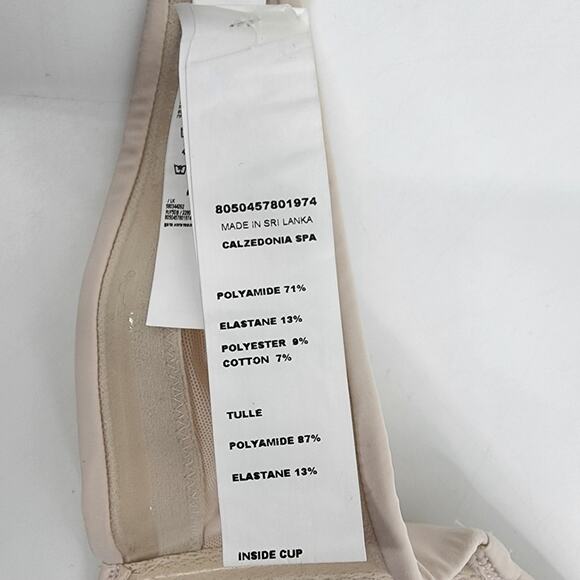 8050457801974
MADE IN SRI LANKA
CALZEDONIA SPA
POLYAMIDE 71%
ELASTANE 13%
POLYESTER 9%
COTTON 7%
TULLE
POLYAMIDE 87%
ELASTANE 13%
INSIDE CUP
8050457801974